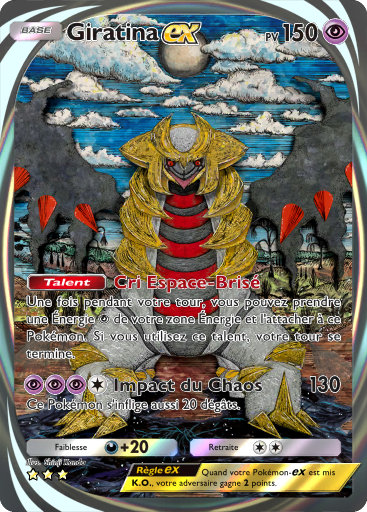 BASE Giratina ex PV 150
Talent Cri Espace-Brisé
Une fois pendant votre tour, vous pouvez prendre
une Énergie de votre zone Énergie et l'attacher à ce
Pokémon. Si vous utilisez ce talent, votre tour se
termine.
Impact du Chaos 130
Ce Pokémon s'inflige aussi 20 dégâts.
Faiblesse +20 Retraite
Illus. Shinji Kanda
Règle ex Quand votre Pokémon-ex est mis
K.O., votre adversaire gagne 2 points.